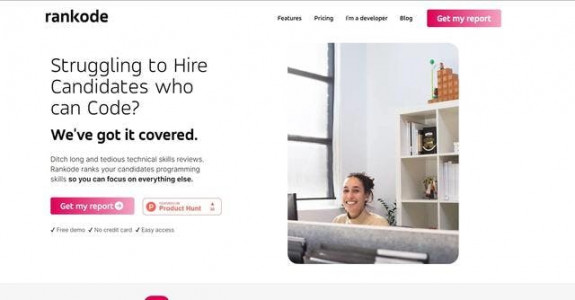 rankode
Features Pricing I'm a developer Blog Get my report
Struggling to Hire
Candidates who
can Code?
We've got it covered.
Ditch long and tedious technical skills reviews.
Rankode ranks your candidates programming
skills so you can focus on everything else.
Get my report
Product Hunt
✓ Free demo ✓ No credit card ✓ Easy access